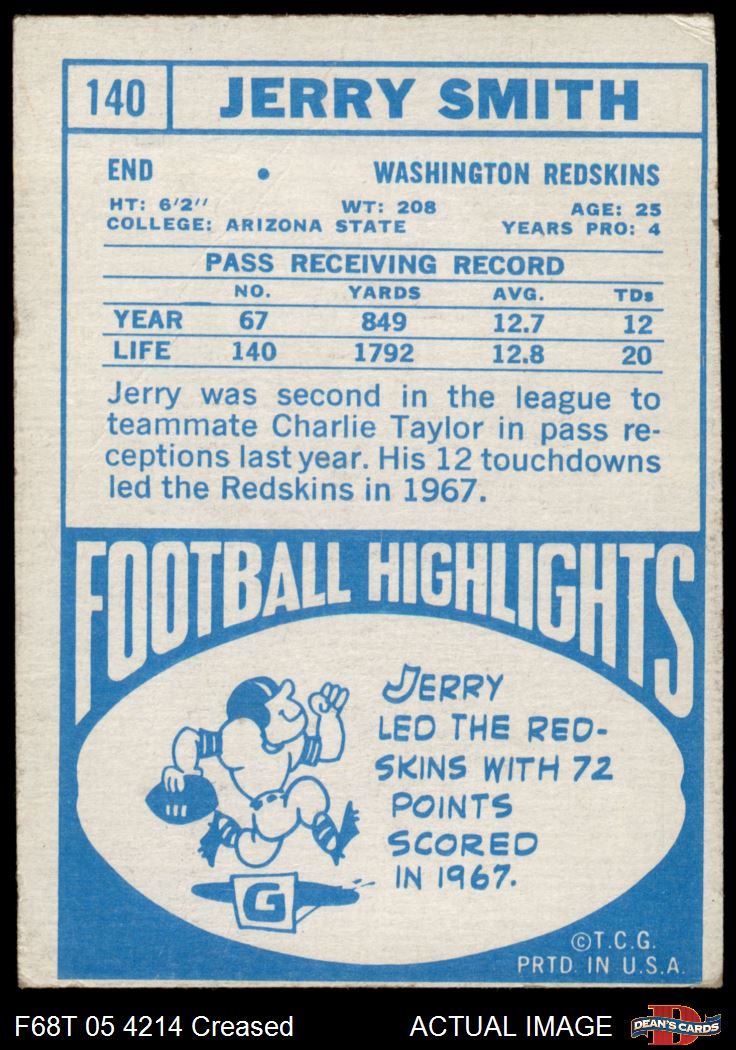 140 JERRY SMITH
END • WASHINGTON REDSKINS
HT: 6'2" WT: 208 AGE: 25
COLLEGE: ARIZONA STATE YEARS PRO: 4
PASS RECEIVING RECORD
NO. YARDS AVG. TDs
YEAR 67 849 12.7 12
LIFE 140 1792 12.8 20
Jerry was second in the league to
teammate Charlie Taylor in pass re-
ceptions last year. His 12 touchdowns
led the Redskins in 1967.
FOOTBALL HIGHLIGHTS
JERRY
LED THE RED-
SKINS WITH 72
POINTS
SCORED
IN 1967.
G
©T.C.G.
PRTD. IN U.S.A.
F68T 05 4214 Creased ACTUAL IMAGE DEAN'S CARDS